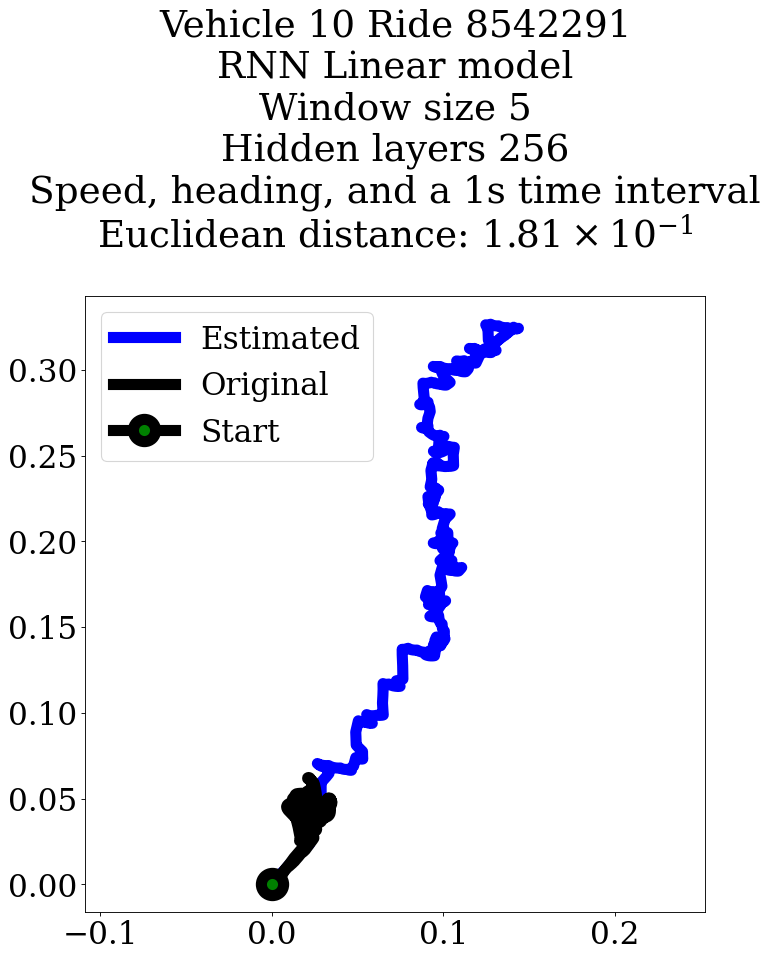 Vehicle 10 Ride 8542291
RNN Linear model
Window size 5
Hidden layers 256
Speed, heading, and a 1s time interval
Euclidean distance: 1.81 × 10⁻¹
Estimated
Original
Start
0.30
0.25
0.20
0.15
0.10
0.05
0.00
−0.1
0.0
0.1
0.2